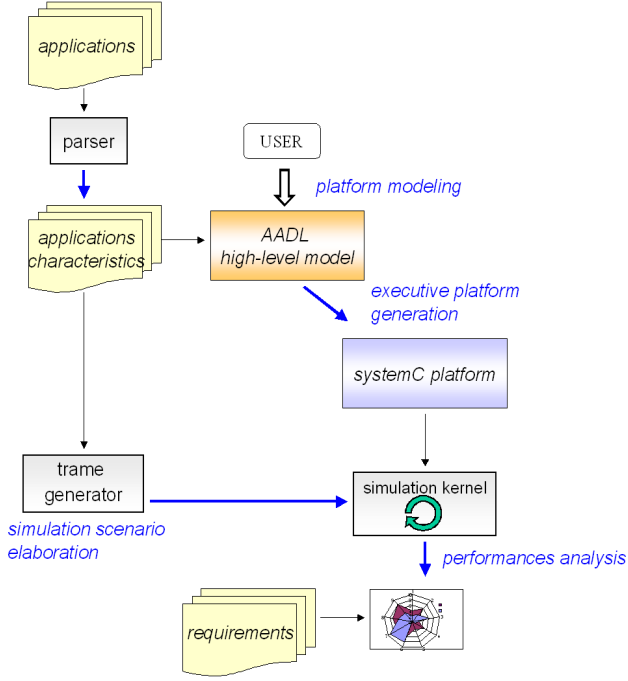 applications
parser
USER
platform modeling
applications
characteristics
AADL
high-level model
executive platform
generation
systemC platform
trame
generator
simulation kernel
simulation scenario
elaboration
performances analysis
requirements